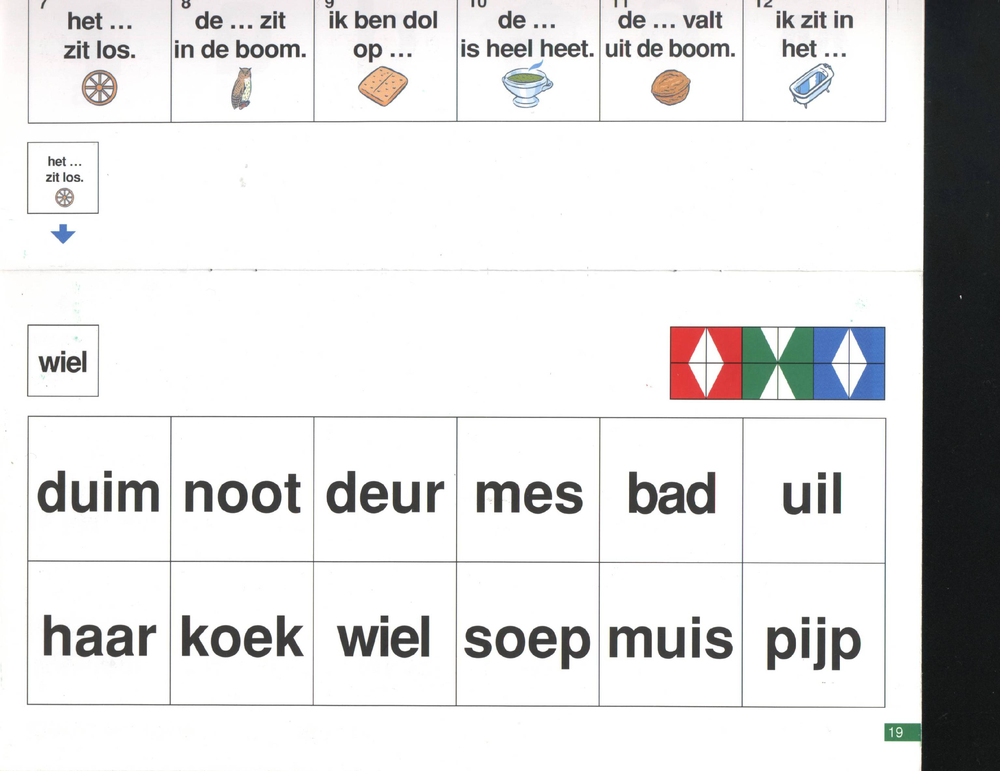 7
het ...
zit los.
8
de ... zit
in de boom.
9
ik ben dol
op ...
10
de ...
is heel heet.
11
de ... valt
uit de boom.
12
ik zit in
het ...
het ...
zit los.
wiel
duim noot deur mes bad uil
haar koek wiel soep muis pijp
19